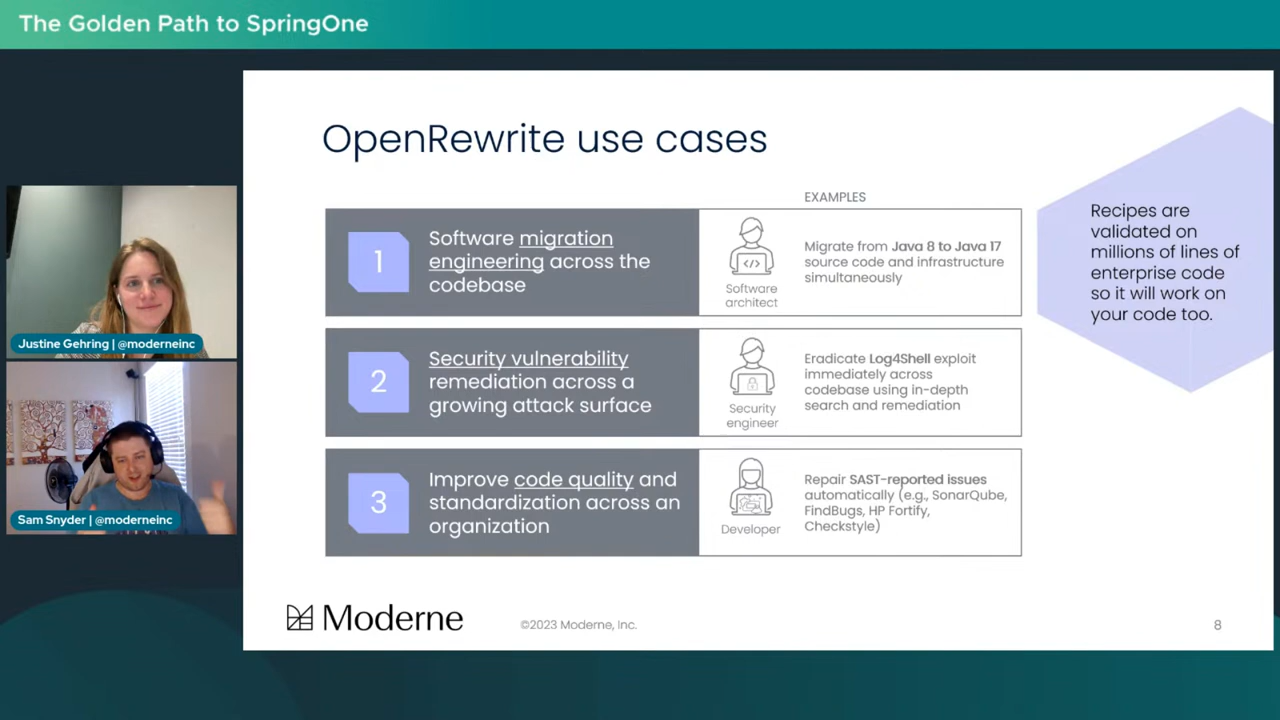 The Golden Path to SpringOne
OpenRewrite use cases
EXAMPLES
1
Software migration
engineering across the
codebase
Software
architect
Migrate from Java 8 to Java 17
source code and infrastructure
simultaneously
2
Security vulnerability
remediation across a
growing attack surface
Security
engineer
Eradicate Log4Shell exploit
immediately across
codebase using in-depth
search and remediation
3
Improve code quality and
standardization across an
organization
Developer
Repair SAST-reported issues
automatically (e.g., SonarQube,
FindBugs, HP Fortify,
Checkstyle)
Recipes are
validated on
millions of lines of
enterprise code
so it will work on
your code too.
Justine Gehring | @moderneinc
Sam Snyder | @moderneinc
Moderne
©2023 Moderne, Inc.
8